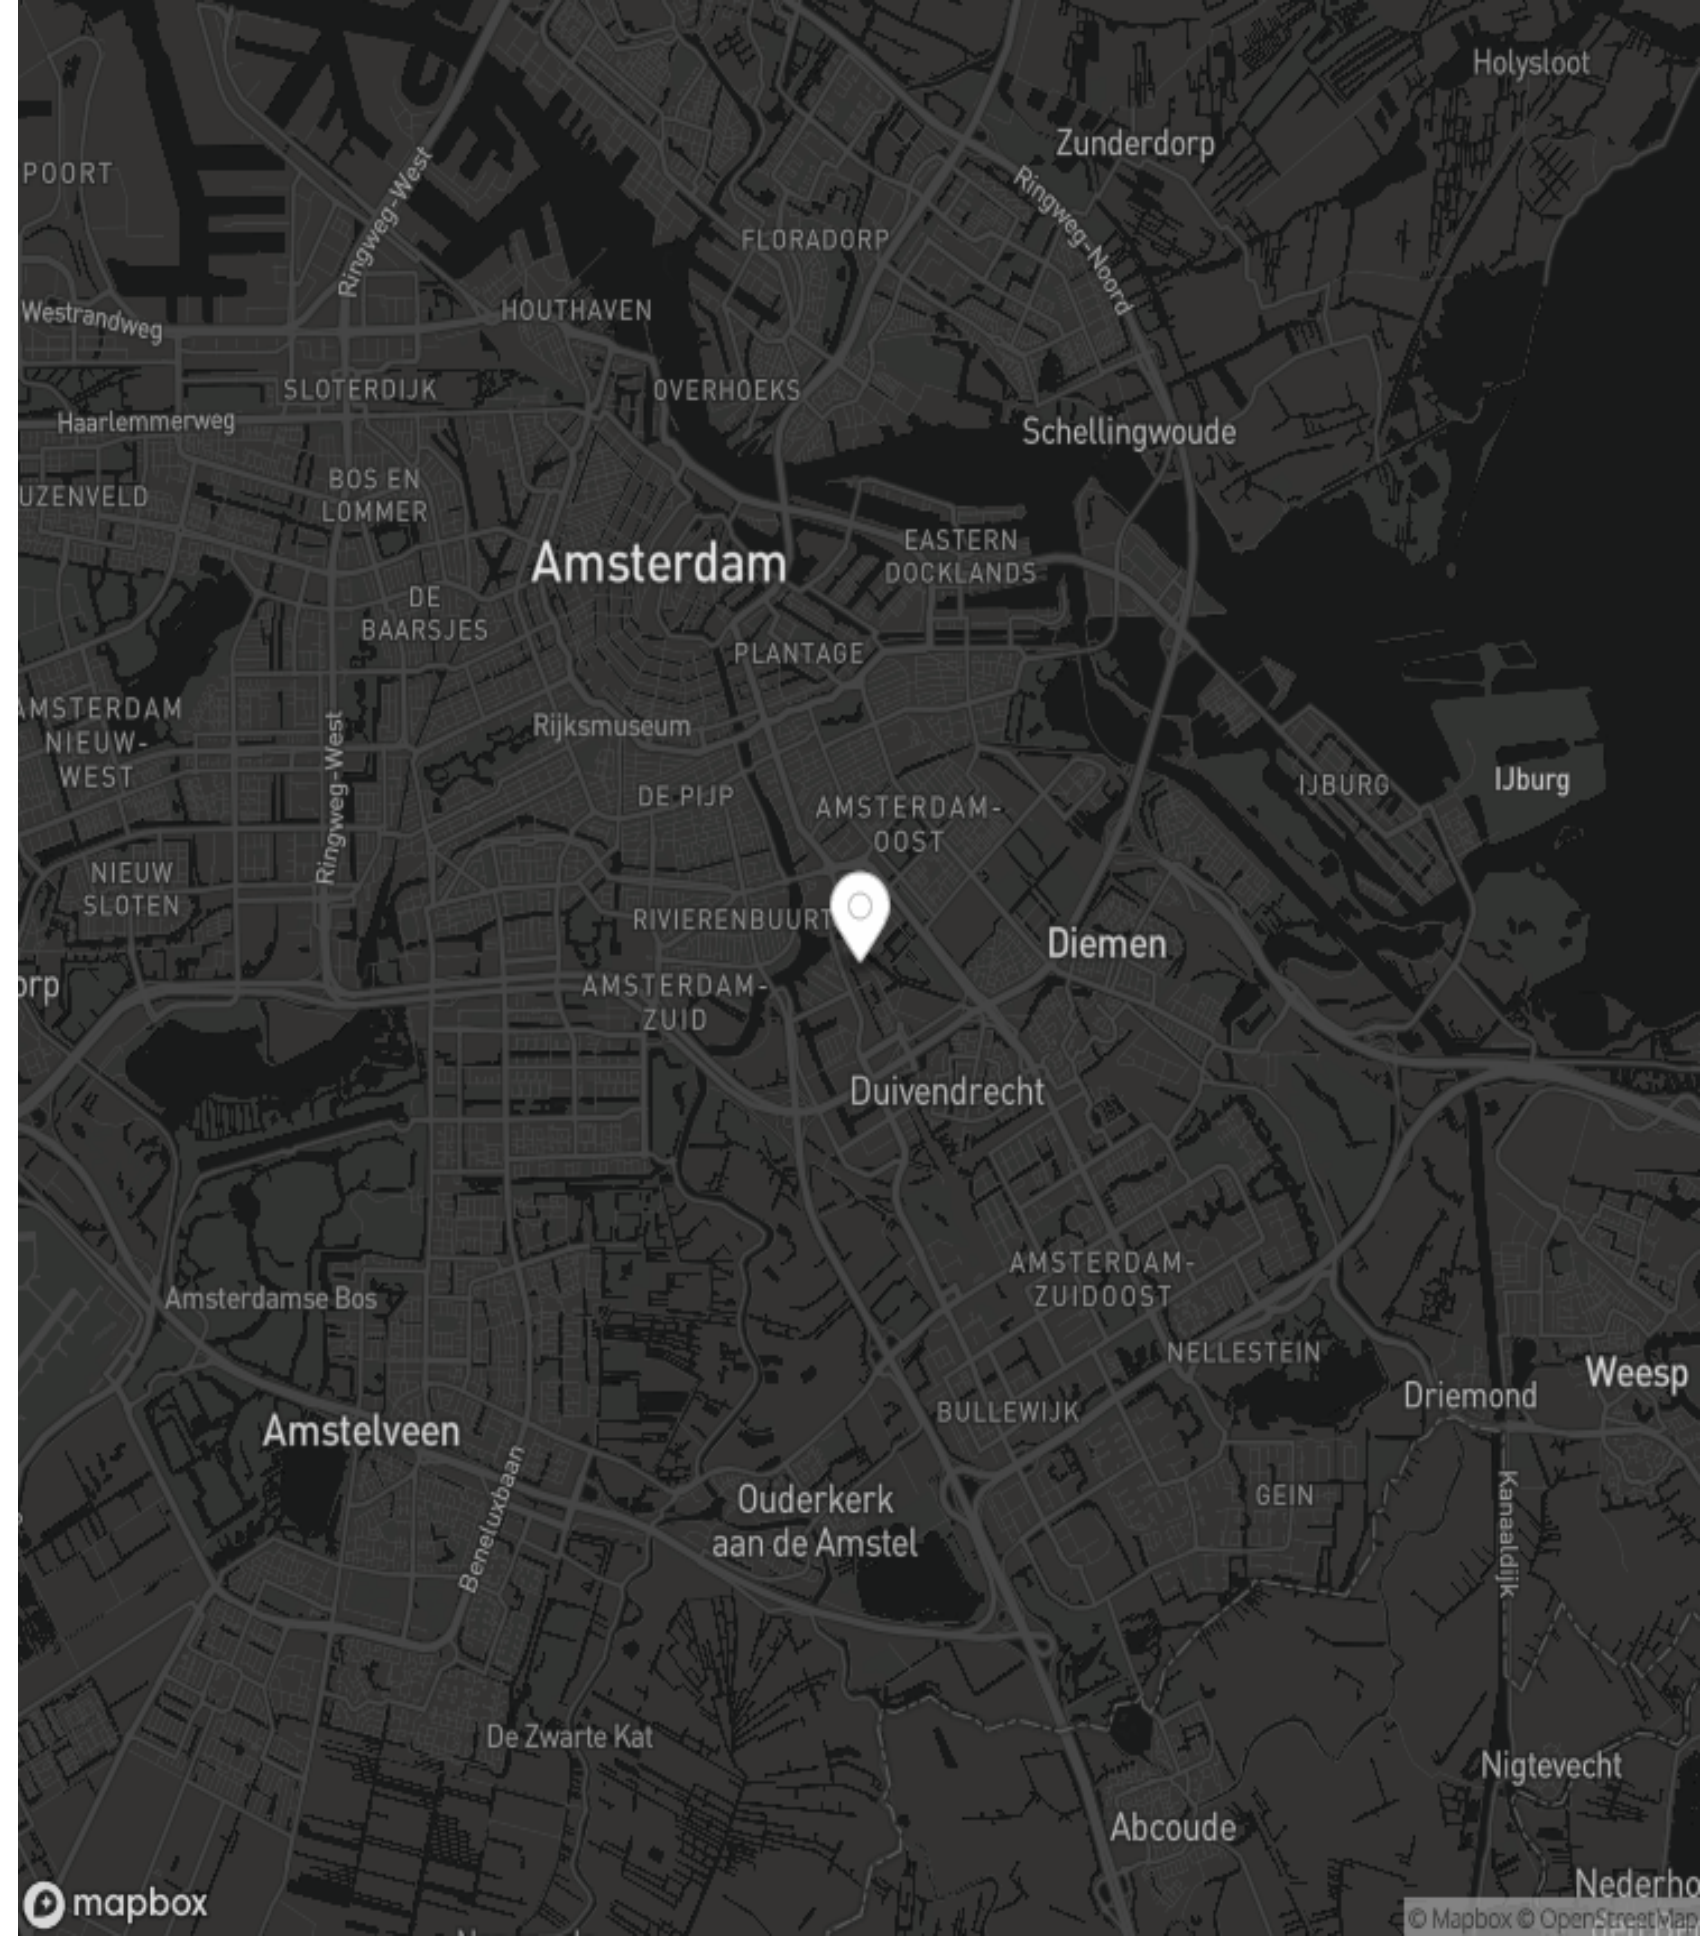 Holysloot
Zunderdorp
POORT
Ringweg-West
Ringweg-Noord
FLORADORP
HOUTHAVEN
Westrandweg
SLOTERDIJK
OVERHOEKS
Haarlemmerweg
Schellingwoude
BOS EN
LOMMER
UZENVELD
Amsterdam
EASTERN
DOCKLANDS
DE
BAARSJES
PLANTAGE
AMSTERDAM
NIEUW-
WEST
Rijksmuseum
Ringweg-West
DE PIJP
AMSTERDAM-
OOST
IJBURG
IJburg
NIEUW
SLOTEN
RIVIERENBUURT
Diemen
orp
AMSTERDAM-
ZUID
Duivendrecht
AMSTERDAM-
ZUIDOOST
Amsterdamse Bos
NELLESTEIN
Weesp
Driemond
BULLEWIJK
Amstelveen
Beneluxbaan
Ouderkerk
aan de Amstel
GEIN
Kanaaldijk
De Zwarte Kat
Nigtevecht
Abcoude
Nederho
mapbox
© Mapbox © OpenStreetMap